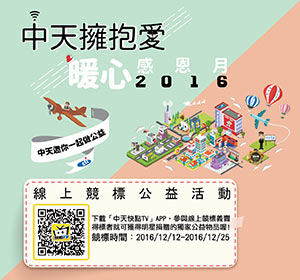 中天擁抱愛
暖心感恩月
2016
中天邀你一起做公益
線上競標公益活動
下載「中天快點TV」APP，參與線上競標義賣
得標者就可獲得明星捐贈的獨家公益物品喔！
競標時間：2016/12/12~2016/12/25